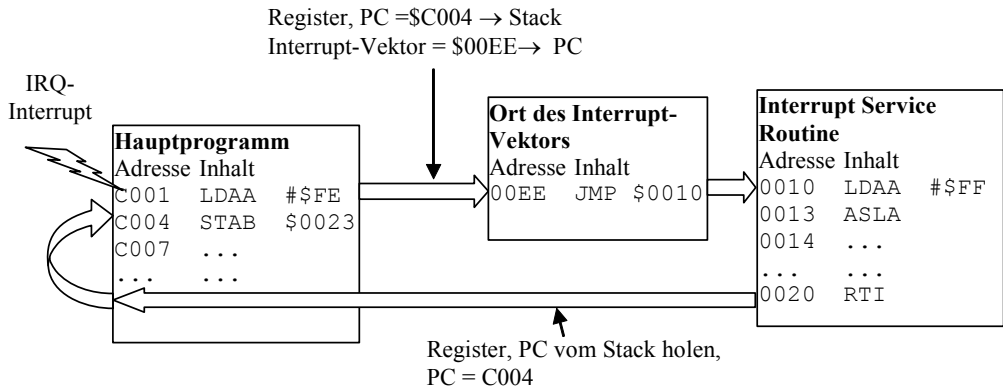 Register, PC =$C004 → Stack
Interrupt-Vektor = $00EE→ PC
IRQ-
Interrupt
Hauptprogramm
Adresse Inhalt
C001 LDAA #$FE
C004 STAB $0023
C007 ...
... ...
Ort des Interrupt-
Vektors
Adresse Inhalt
00EE JMP $0010
Interrupt Service
Routine
Adresse Inhalt
0010 LDAA #$FF
0013 ASLA
0014 ...
... ...
0020 RTI
Register, PC vom Stack holen,
PC = C004